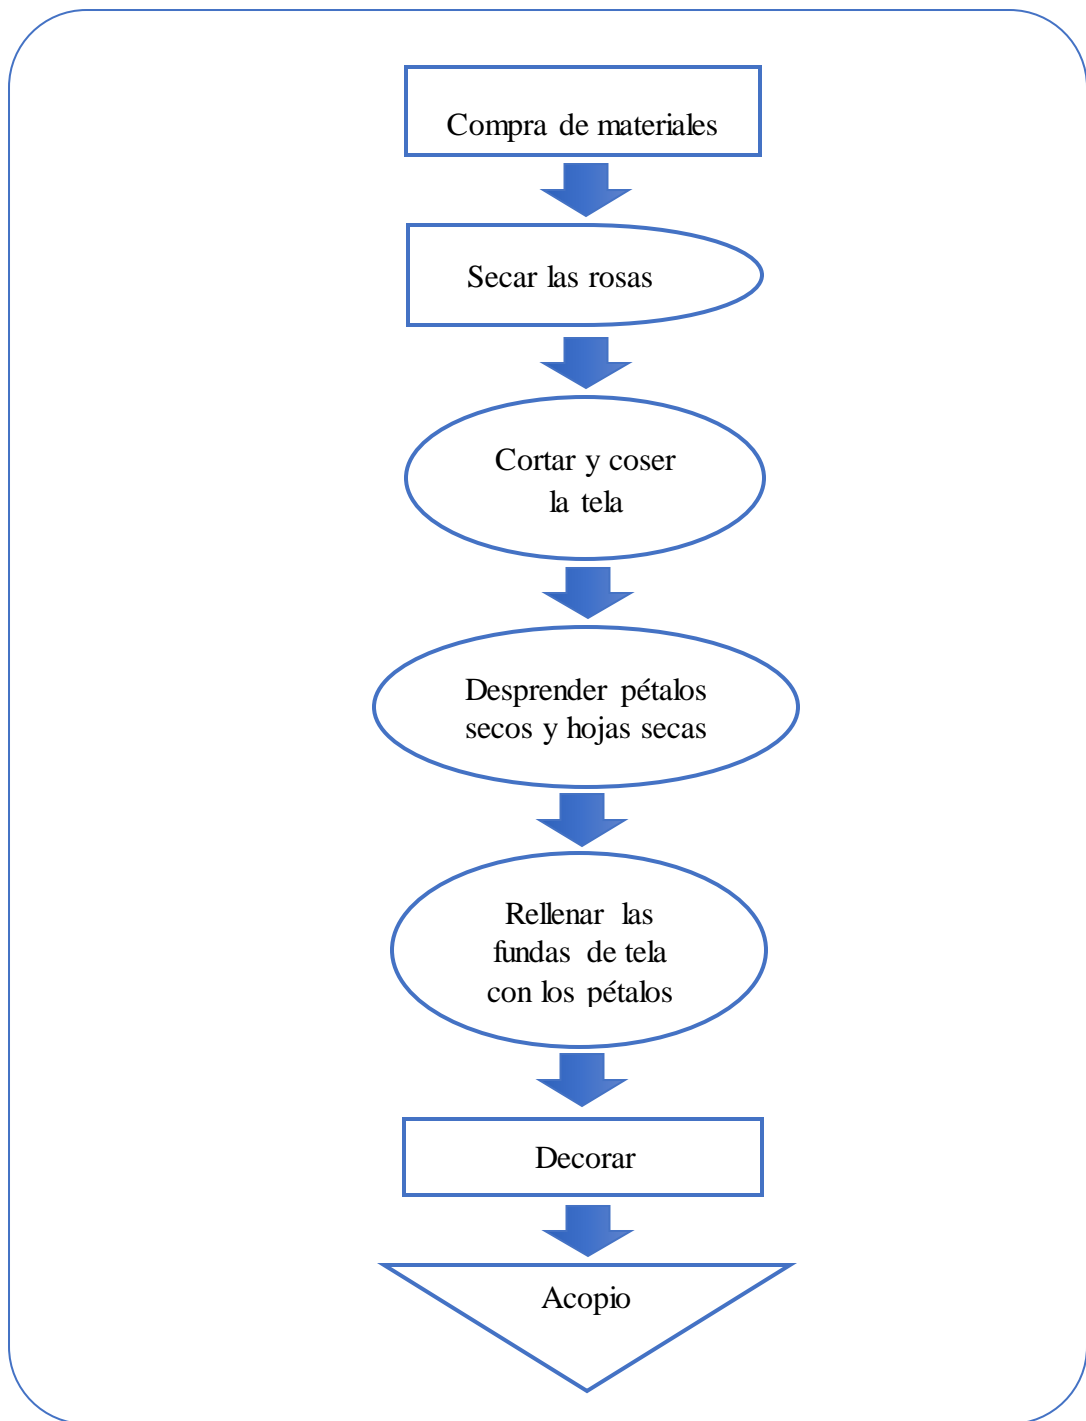 Compra de materiales
Secar las rosas
Cortar y coser
la tela
Desprender pétalos
secos y hojas secas
Rellenar las
fundas de tela
con los pétalos
Decorar
Acopio